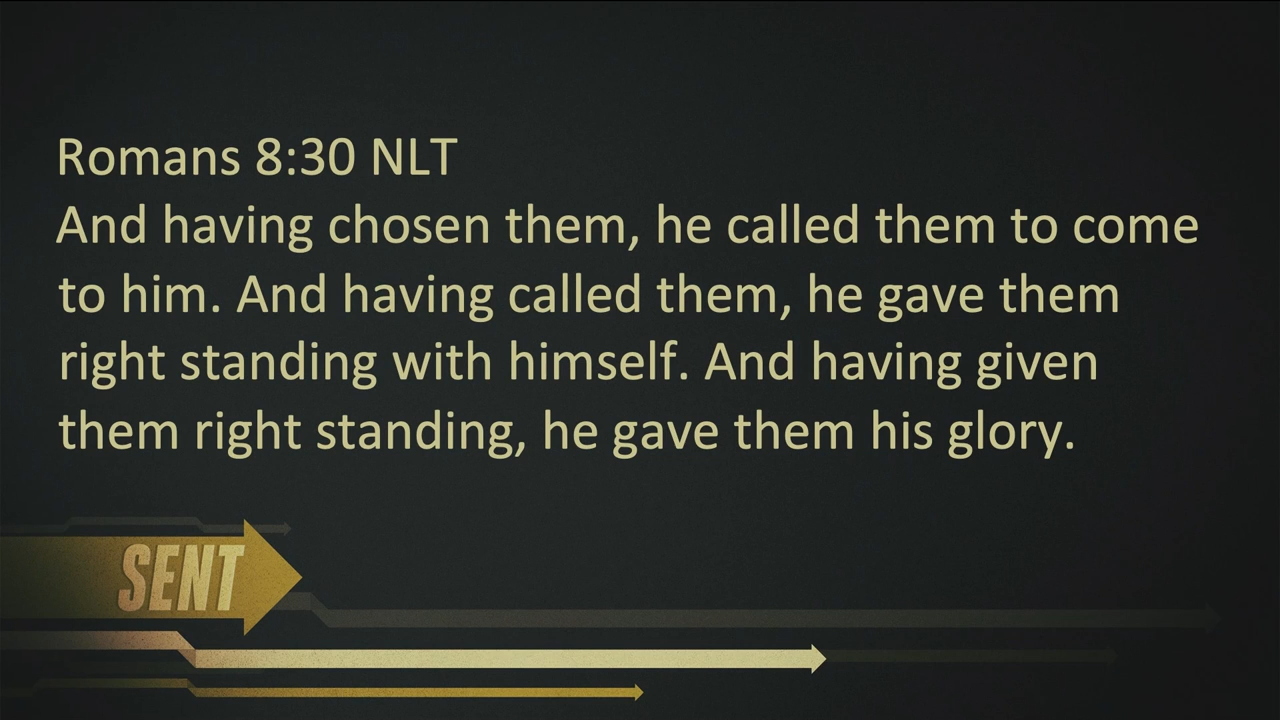 Romans 8:30 NLT
And having chosen them, he called them to come
to him. And having called them, he gave them
right standing with himself. And having given
them right standing, he gave them his glory.
SENT